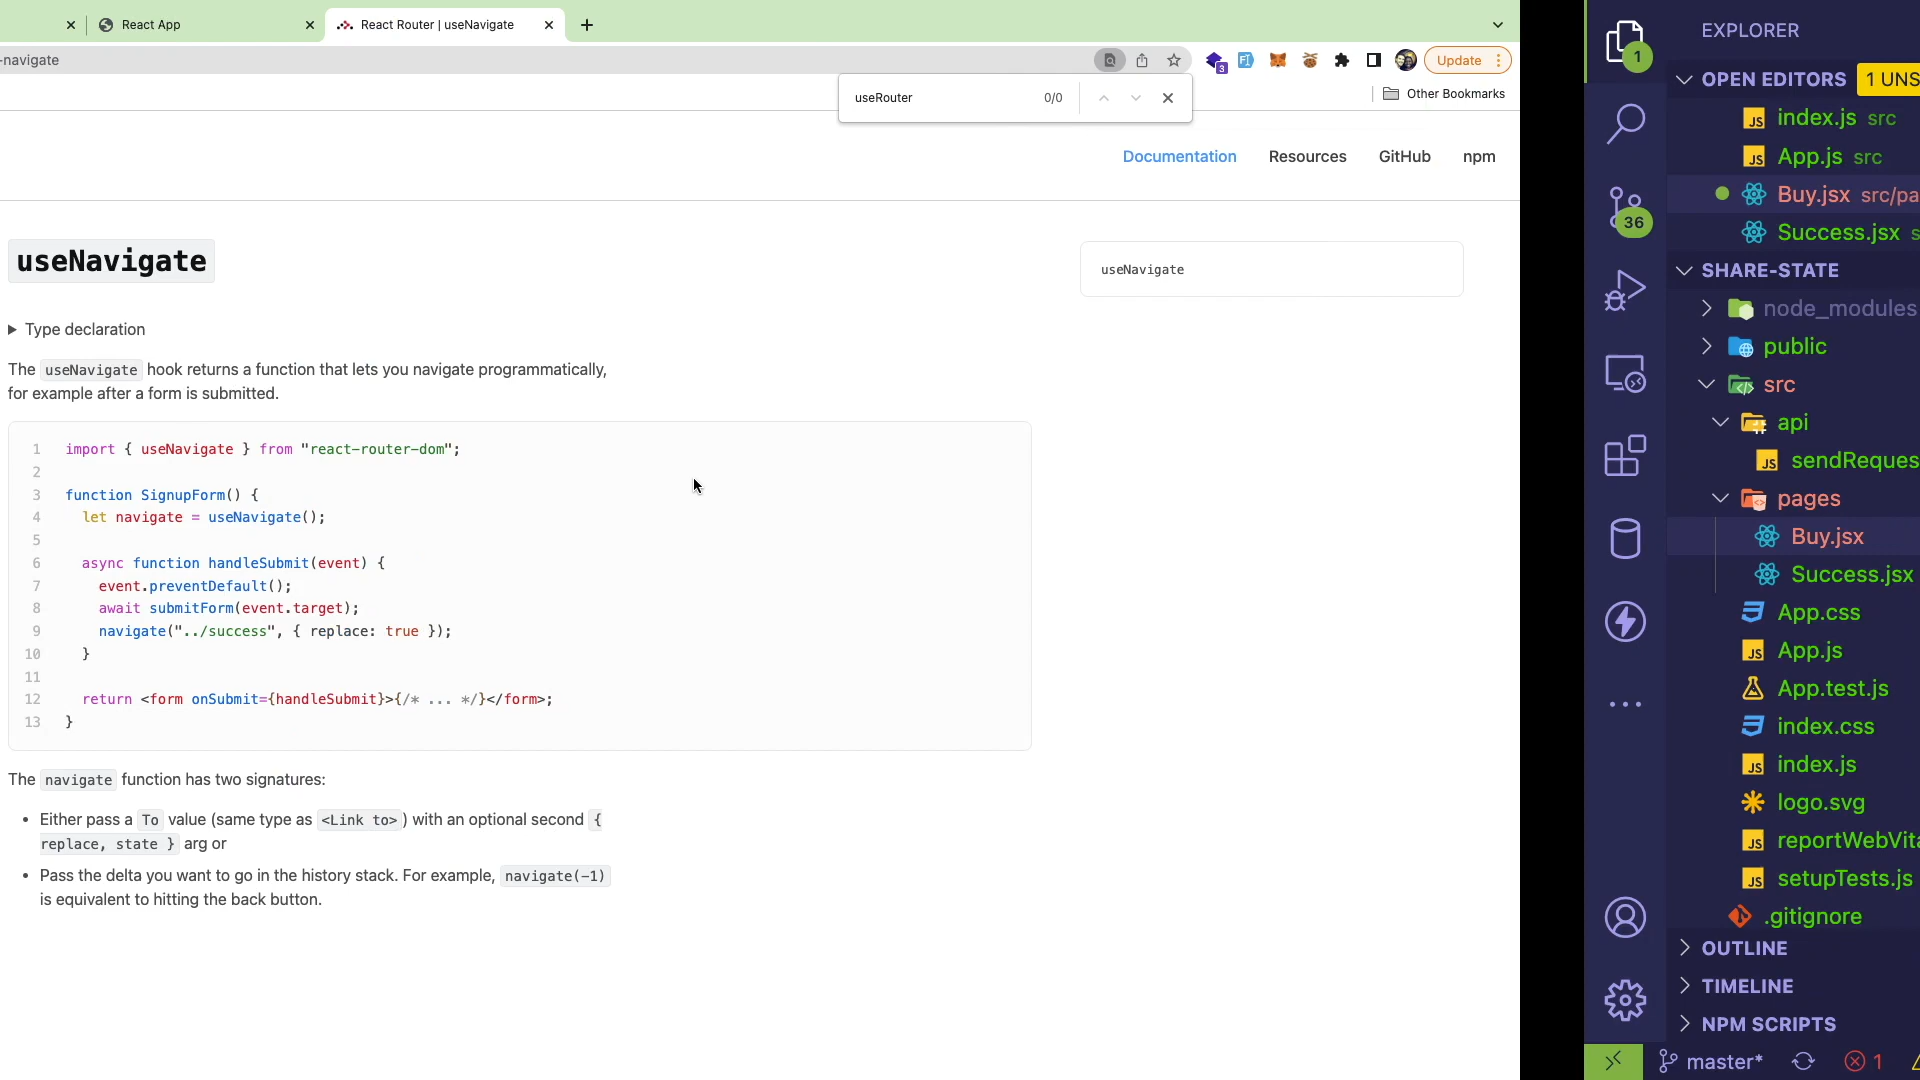 React App
React Router | useNavigate
-navigate
3
Update
useRouter
0/0
Other Bookmarks
Documentation
Resources
GitHub
npm
useNavigate
useNavigate
Type declaration
The useNavigate hook returns a function that lets you navigate programmatically,
for example after a form is submitted.
1 import { useNavigate } from "react-router-dom";
2
3 function SignupForm() {
4 let navigate = useNavigate();
5
6 async function handleSubmit(event) {
7 event.preventDefault();
8 await submitForm(event.target);
9 navigate("../success", { replace: true });
10 }
11
12 return <form onSubmit={handleSubmit}>{/* ... */}</form>;
13 }
The navigate function has two signatures:
• Either pass a To value (same type as <Link to>) with an optional second {
replace, state } arg or
• Pass the delta you want to go in the history stack. For example, navigate(-1)
is equivalent to hitting the back button.
1
36
EXPLORER
OPEN EDITORS 1 UNS
JS index.js src
JS App.js src
Buy.jsx src/pa
Success.jsx s
SHARE-STATE
node_modules
public
src
api
JS sendReques
pages
Buy.jsx
Success.jsx
App.css
JS App.js
App.test.js
index.css
JS index.js
logo.svg
JS reportWebVita
JS setupTests.js
.gitignore
OUTLINE
TIMELINE
NPM SCRIPTS
master*
1